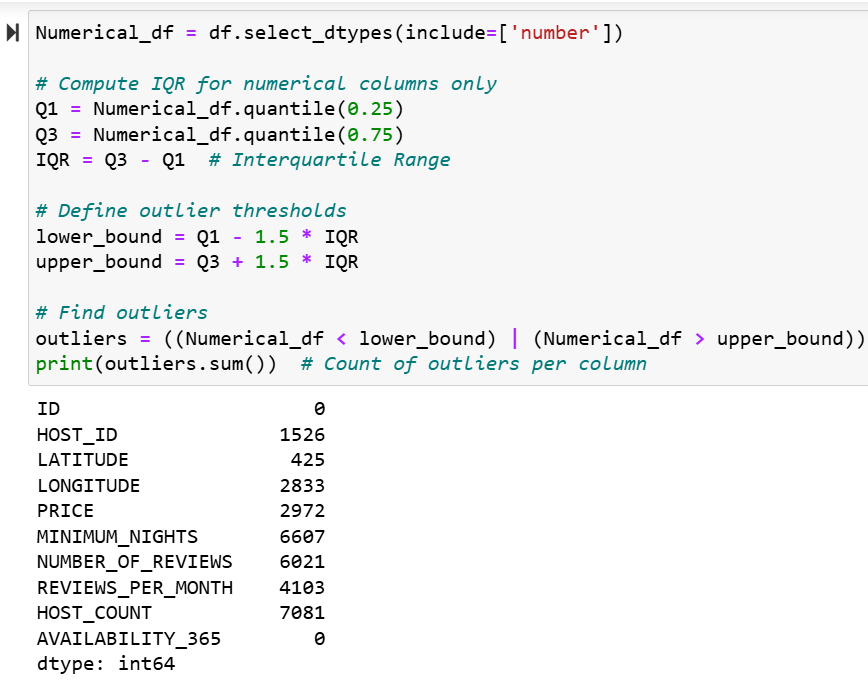 Numerical_df = df.select_dtypes(include=['number'])
# Compute IQR for numerical columns only
Q1 = Numerical_df.quantile(0.25)
Q3 = Numerical_df.quantile(0.75)
IQR = Q3 - Q1  # Interquartile Range
# Define outlier thresholds
lower_bound = Q1 - 1.5 * IQR
upper_bound = Q3 + 1.5 * IQR
# Find outliers
outliers = ((Numerical_df < lower_bound) | (Numerical_df > upper_bound))
print(outliers.sum())  # Count of outliers per column
ID                        0
HOST_ID                1526
LATITUDE                425
LONGITUDE              2833
PRICE                  2972
MINIMUM_NIGHTS         6607
NUMBER_OF_REVIEWS      6021
REVIEWS_PER_MONTH      4103
HOST_COUNT             7081
AVAILABILITY_365          0
dtype: int64